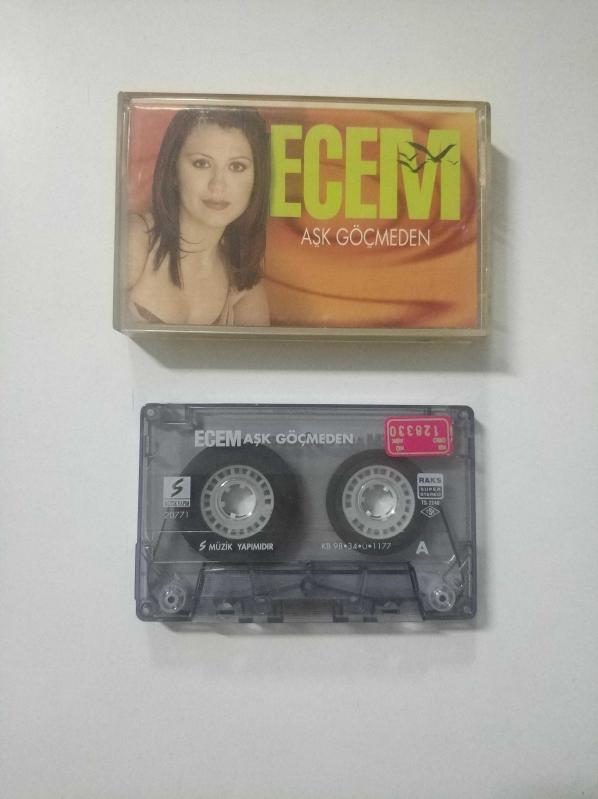 ECEM
AŞK GÖÇMEDEN
ECEM AŞK GÖÇMEDEN
128330
S
RAKS
SUPER
STEREO
20771
S MÜZİK YAPIMIDIR
KB 98•34•U•1177
A